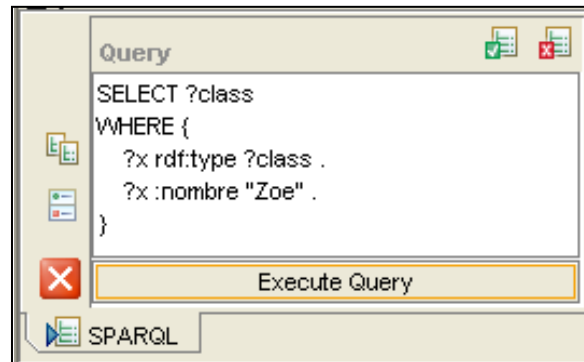 Query
SELECT ?class
WHERE {
?x rdf:type ?class .
?x :nombre "Zoe" .
}
Execute Query
SPARQL